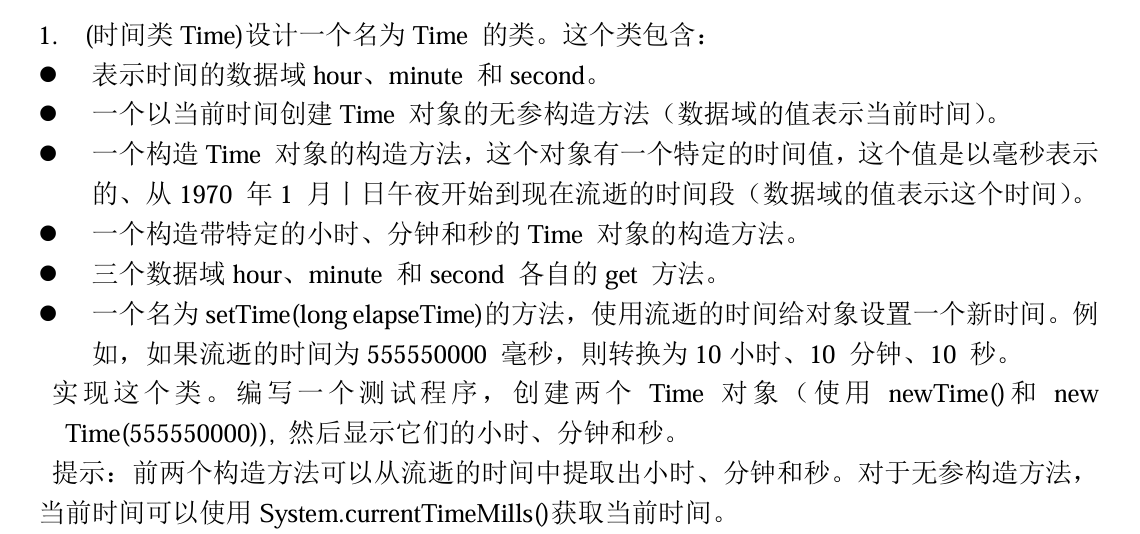 1. (时间类 Time)设计一个名为 Time 的类。这个类包含：
● 表示时间的数据域 hour、minute 和 second。
● 一个以当前时间创建 Time 对象的无参构造方法（数据域的值表示当前时间）。
● 一个构造 Time 对象的构造方法，这个对象有一个特定的时间值，这个值是以毫秒表示
的、从 1970 年 1 月丨日午夜开始到现在流逝的时间段（数据域的值表示这个时间）。
● 一个构造带特定的小时、分钟和秒的 Time 对象的构造方法。
● 三个数据域 hour、minute 和 second 各自的 get 方法。
● 一个名为 setTime(long elapseTime)的方法，使用流逝的时间给对象设置一个新时间。例
如，如果流逝的时间为 555550000 毫秒，則转换为 10 小时、10 分钟、10 秒。
实现这个类。编写一个测试程序，创建两个 Time 对象（使用 newTime()和 new
Time(555550000)), 然后显示它们的小时、分钟和秒。
提示：前两个构造方法可以从流逝的时间中提取出小时、分钟和秒。对于无参构造方法，
当前时间可以使用 System.currentTimeMills()获取当前时间。